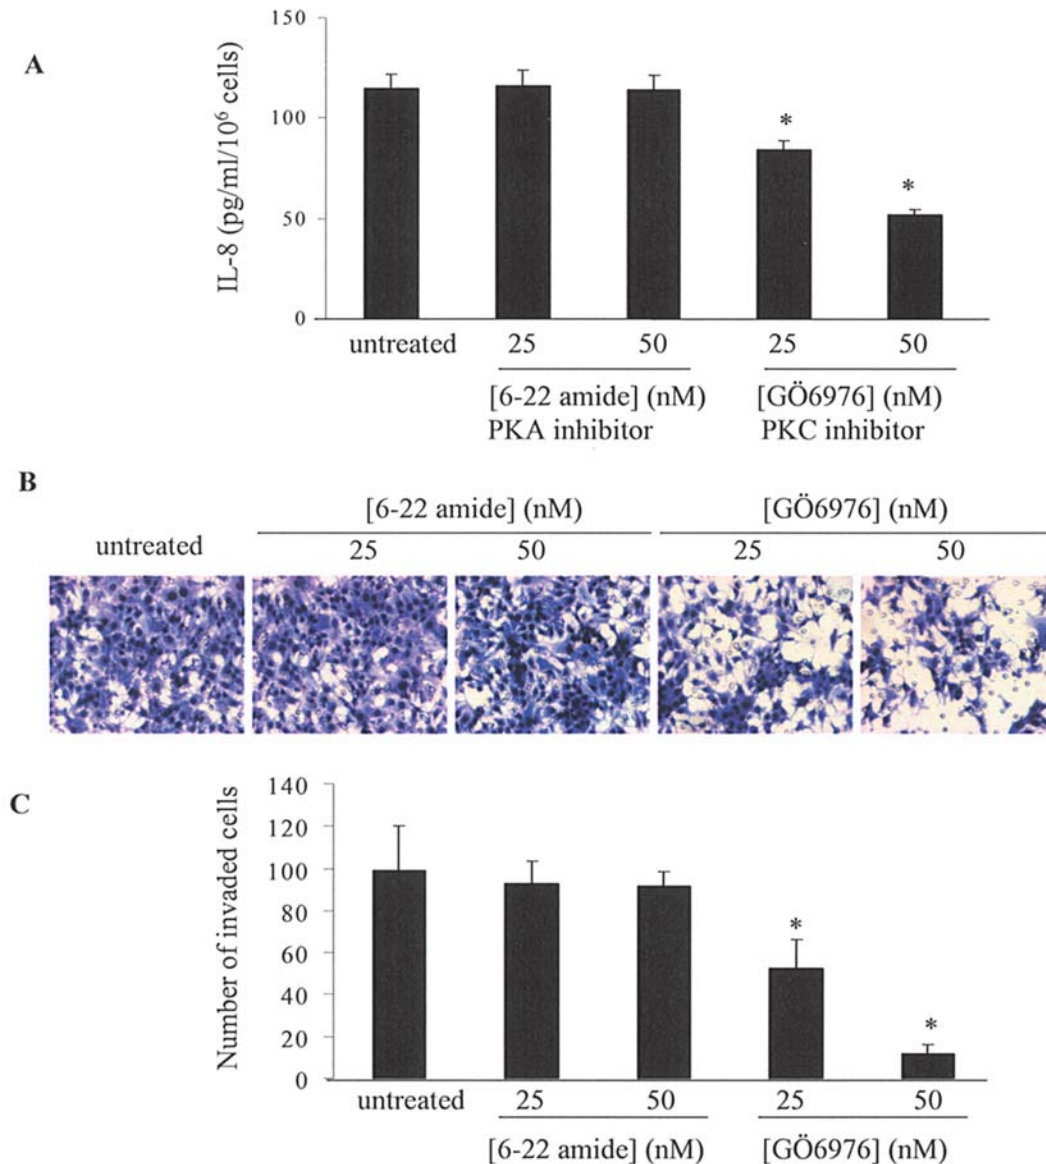 A
IL-8 (pg/ml/10⁶ cells)
150
100
50
0
*
*
untreated 25 50 25 50
[6-22 amide] (nM) [GÖ6976] (nM)
PKA inhibitor PKC inhibitor
B
[6-22 amide] (nM) [GÖ6976] (nM)
untreated 25 50 25 50
C
Number of invaded cells
140
120
100
80
60
40
20
0
*
*
untreated 25 50 25 50
[6-22 amide] (nM) [GÖ6976] (nM)